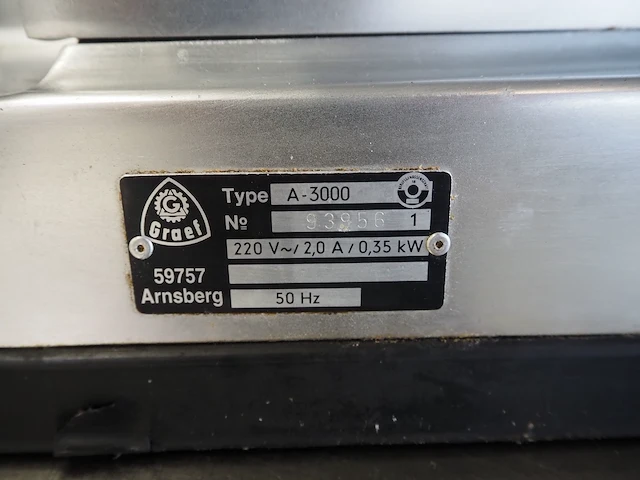 G
Graef
Type A-3000
№ 93956 1
220 V~/2,0 A/0,35 kW
59757
Arnsberg 50 Hz